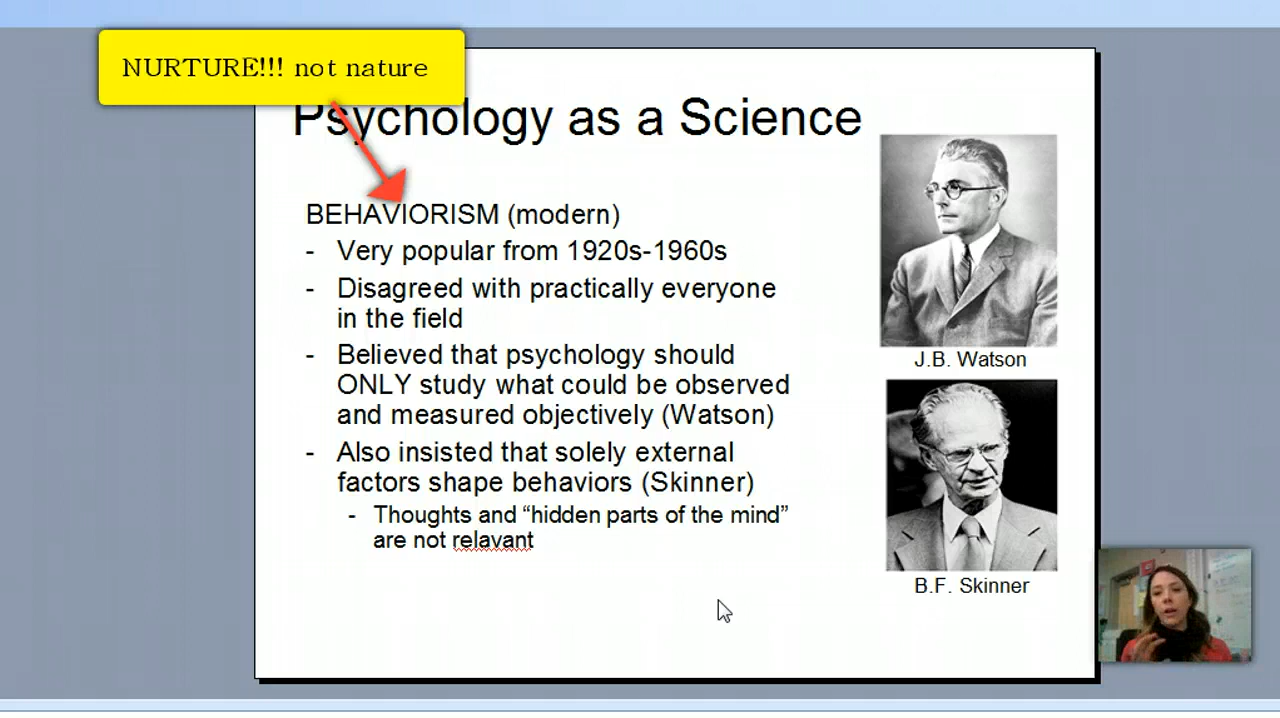 NURTURE!!! not nature
Psychology as a Science
BEHAVIORISM (modern)
- Very popular from 1920s-1960s
- Disagreed with practically everyone
in the field
- Believed that psychology should
ONLY study what could be observed
and measured objectively (Watson)
- Also insisted that solely external
factors shape behaviors (Skinner)
- Thoughts and “hidden parts of the mind”
are not relavant
J.B. Watson
B.F. Skinner